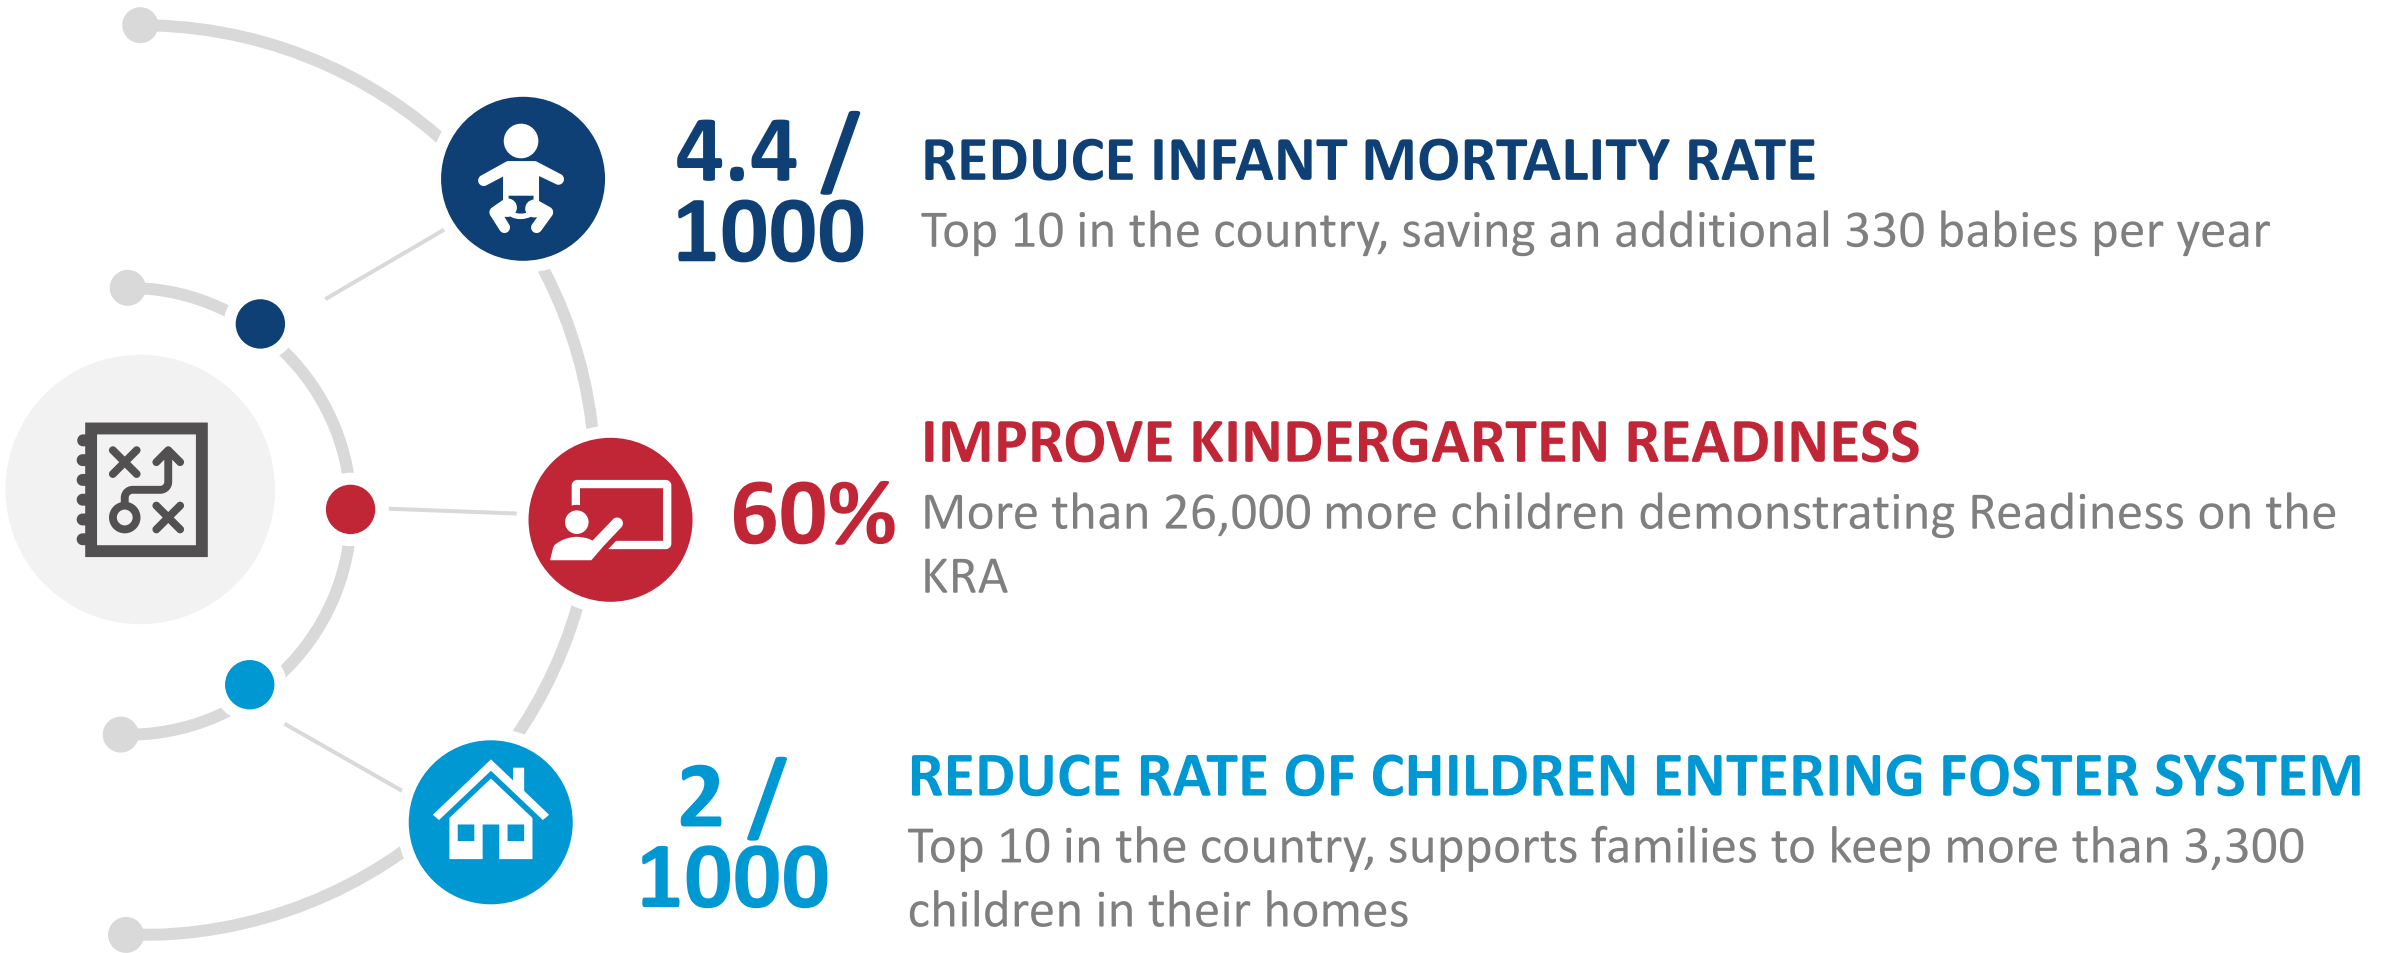 4.4 /
1000
REDUCE INFANT MORTALITY RATE
Top 10 in the country, saving an additional 330 babies per year
60%
IMPROVE KINDERGARTEN READINESS
More than 26,000 more children demonstrating Readiness on the
KRA
2 /
1000
REDUCE RATE OF CHILDREN ENTERING FOSTER SYSTEM
Top 10 in the country, supports families to keep more than 3,300
children in their homes